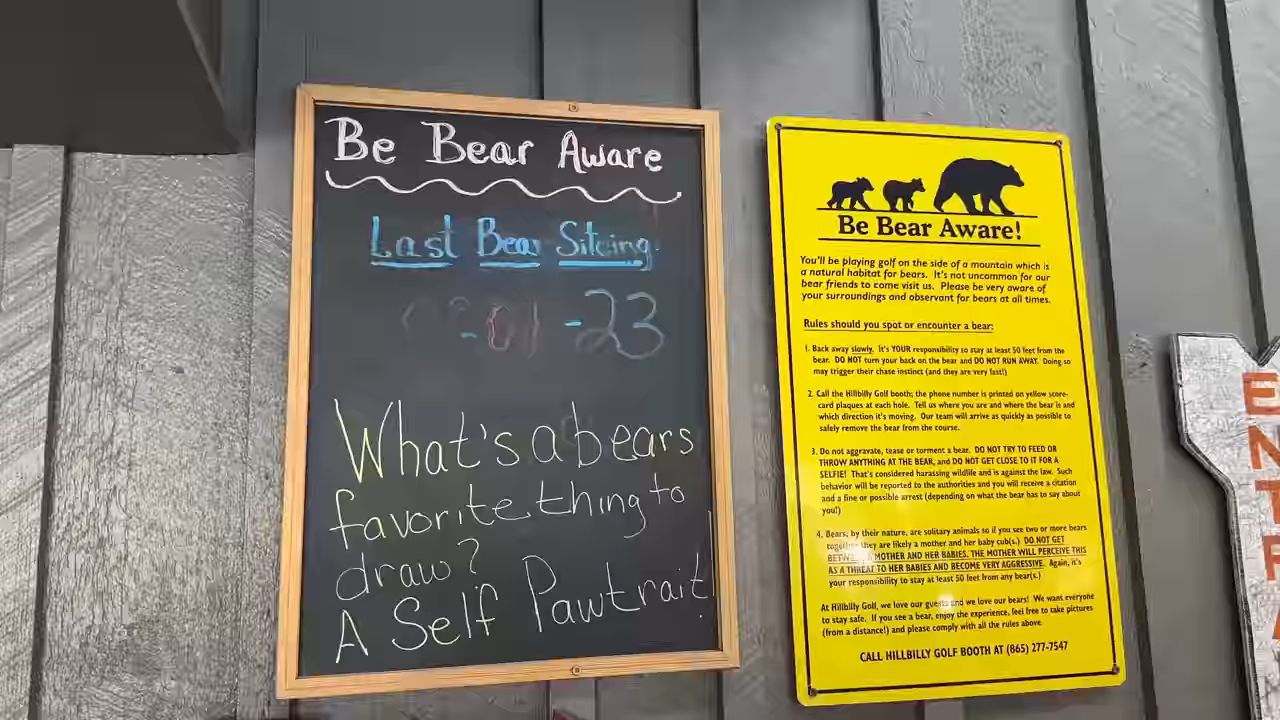 Be Bear Aware
Last Bear Sitcing.
-01 -23
What's a bears
favorite thing to
draw?
A Self Pawtrait!
Be Bear Aware!
You'll be playing golf on the side of a mountain which is
a natural habitat for bears. It's not uncommon for our
bear friends to come visit us. Please be very aware of
your surroundings and observant for bears at all times.
Rules should you spot or encounter a bear:
1. Back away slowly. It's YOUR responsibility to stay at least 50 feet from the
bear. DO NOT turn your back on the bear and DO NOT RUN AWAY. Doing so
may trigger their chase instinct (and they are very fast!)
2. Call the Hillbilly Golf booth; the phone number is printed on yellow score-
card plaques at each hole. Tell us where you are and where the bear is and
which direction it's moving. Our team will arrive as quickly as possible to
safely remove the bear from the course.
3. Do not aggravate, tease or torment a bear. DO NOT TRY TO FEED OR
THROW ANYTHING AT THE BEAR, and DO NOT GET CLOSE TO IT FOR A
SELFIE! That's considered harassing wildlife and is against the law. Such
behavior will be reported to the authorities and you will receive a citation
and a fine or possible arrest (depending on what the bear has to say about
you!)
4. Bears, by their nature, are solitary animals so if you see two or more bears
together they are likely a mother and her baby cub(s.) DO NOT GET
BETWEEN A MOTHER AND HER BABIES. THE MOTHER WILL PERCEIVE THIS
AS A THREAT TO HER BABIES AND BECOME VERY AGGRESSIVE. Again, it's
your responsibility to stay at least 50 feet from any bear(s.)
At Hillbilly Golf, we love our guests and we love our bears! We want everyone
to stay safe. If you see a bear, enjoy the experience, feel free to take pictures
(from a distance!) and please comply with all the rules above.
CALL HILLBILLY GOLF BOOTH AT (865) 277-7547